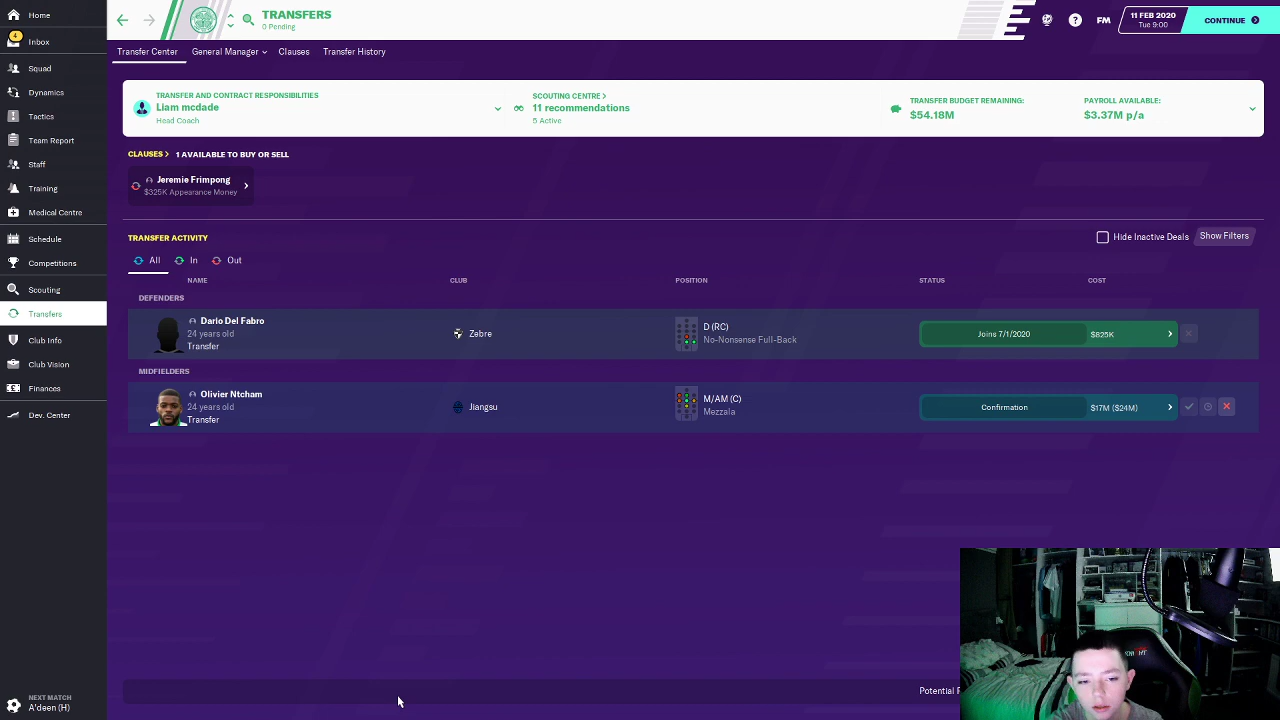 TRANSFERS
0 Pending
FM
11 FEB 2020
Tue 9:00
CONTINUE
4
Inbox
Dynamics
Tactics
Team Report
Staff
Training
Medical Centre
Schedule
Competitions
Scouting
Transfers
Club Info
Club Vision
Finances
Dev. Center
NEXT MATCH
A'deen (H)
Transfer Center
General Manager
Clauses
Transfer History
TRANSFER AND CONTRACT RESPONSIBILITIES
Liam mcdade
Head Coach
SCOUTING CENTRE >
11 recommendations
5 Active
TRANSFER BUDGET REMAINING:
$54.18M
PAYROLL AVAILABLE:
$3.37M p/a
CLAUSES > 1 AVAILABLE TO BUY OR SELL
Jeremie Frimpong
$325K Appearance Money
TRANSFER ACTIVITY
Hide Inactive Deals
Show Filters
All In Out
NAME CLUB POSITION STATUS COST
DEFENDERS
Dario Del Fabro
24 years old
Transfer
Zebre
D (RC)
No-Nonsense Full-Back
Joins 7/1/2020
$825K
MIDFIELDERS
Olivier Ntcham
24 years old
Transfer
Jiangsu
M/AM (C)
Mezzala
Confirmation
$17M ($24M)
Potential